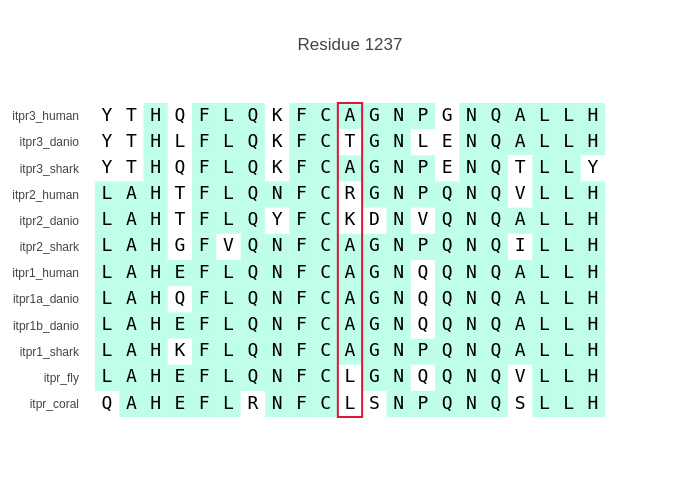 Residue 1237
itpr3_human Y T H Q F L Q K F C A G N P G N Q A L L H
itpr3_danio Y T H L F L Q K F C T G N L E N Q A L L H
itpr3_shark Y T H Q F L Q K F C A G N P E N Q T L L Y
itpr2_human L A H T F L Q N F C R G N P Q N Q V L L H
itpr2_danio L A H T F L Q Y F C K D N V Q N Q A L L H
itpr2_shark L A H G F V Q N F C A G N P Q N Q I L L H
itpr1_human L A H E F L Q N F C A G N Q Q N Q A L L H
itpr1a_danio L A H Q F L Q N F C A G N Q Q N Q A L L H
itpr1b_danio L A H E F L Q N F C A G N Q Q N Q A L L H
itpr1_shark L A H K F L Q N F C A G N P Q N Q A L L H
itpr_fly L A H E F L Q N F C L G N Q Q N Q V L L H
itpr_coral Q A H E F L R N F C L S N P Q N Q S L L H